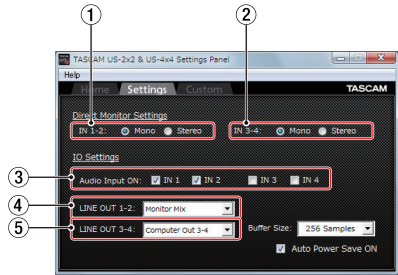 1
2
TASCAM US-2x2 & US-4x4 Settings Panel
Help
Home Settings Custom TASCAM
Direct Monitor Settings
IN 1-2: Mono Stereo IN 3-4: Mono Stereo
IO Settings
3 Audio Input ON: IN 1 IN 2 IN 3 IN 4
4 LINE OUT 1-2: Monitor Mix
5 LINE OUT 3-4: Computer Out 3-4 Buffer Size: 256 Samples
Auto Power Save ON